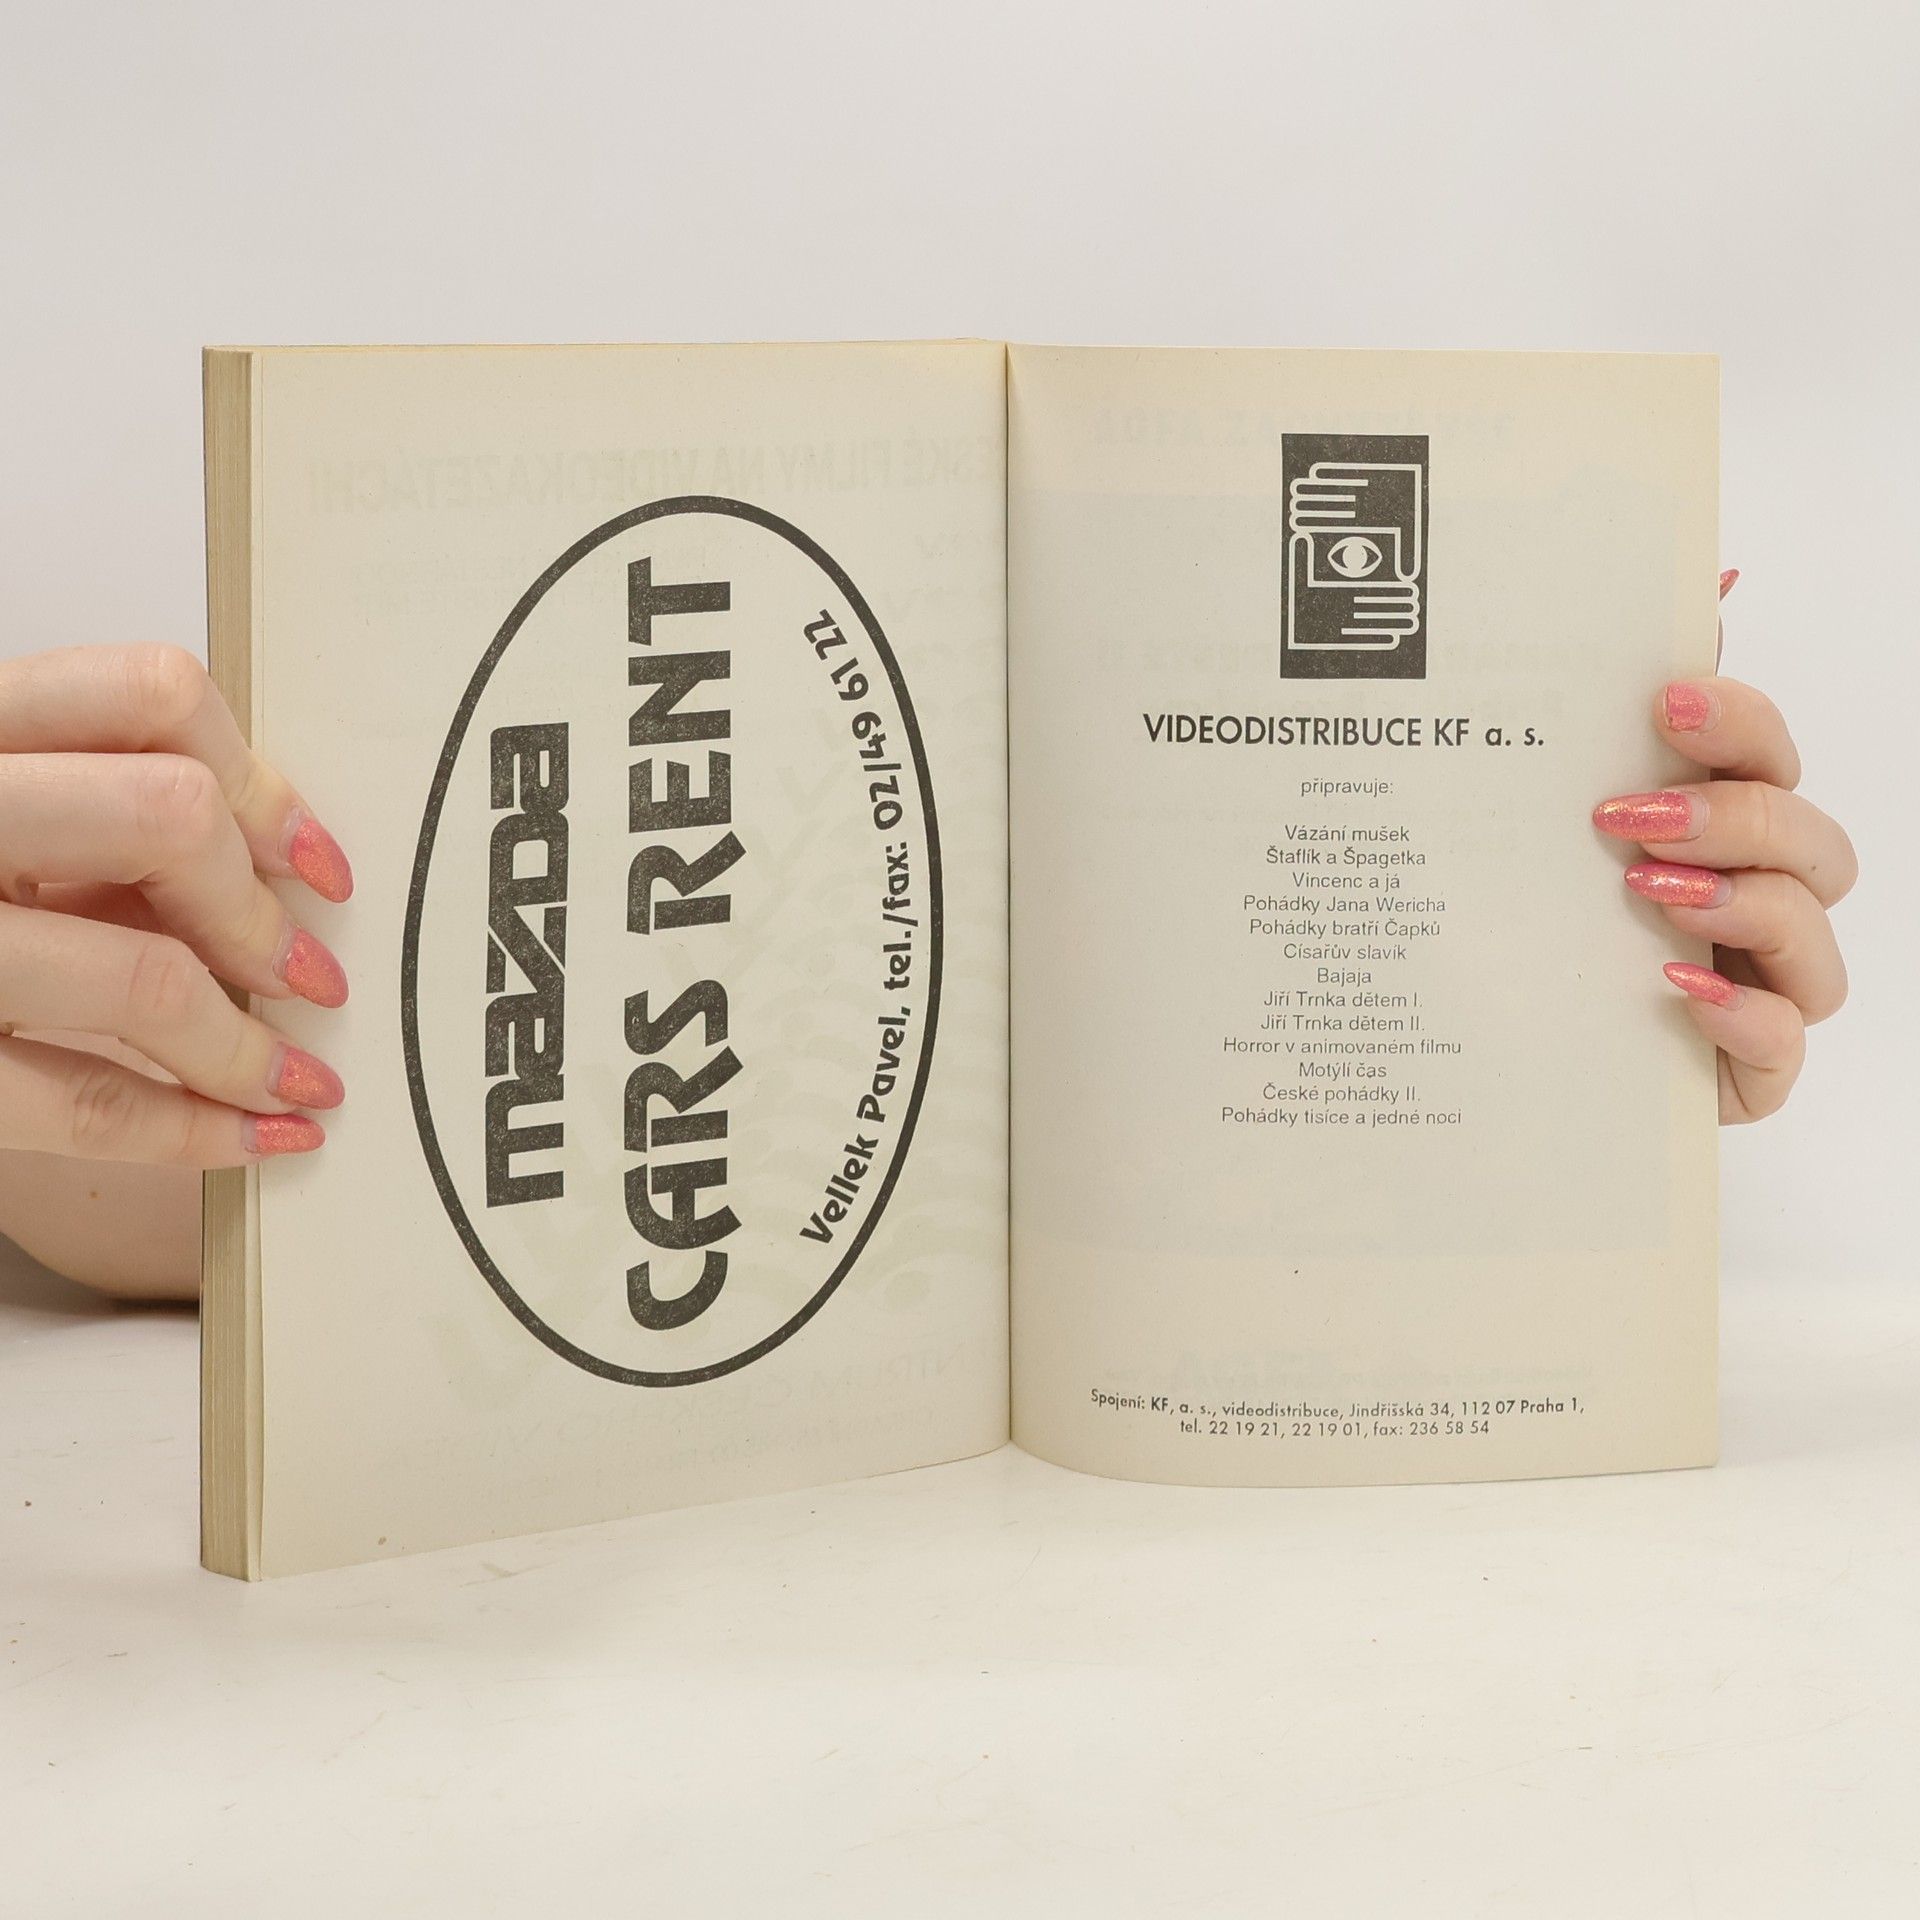 mazda
CARS RENT
Vellek Pavel, tel./fax: 02/49 61 22
VIDEODISTRIBUCE KF a. s.
připravuje:
Vázání mušek
Štaflík a Špagetka
Vincenc a já
Pohádky Jana Wericha
Pohádky bratří Čapků
Císařův slavík
Bajaja
Jiří Trnka dětem I.
Jiří Trnka dětem II.
Horror v animovaném filmu
Motýlí čas
České pohádky II.
Pohádky tisíce a jedné noci
Spojení: KF, a. s., videodistribuce, Jindřišská 34, 112 07 Praha 1,
tel. 22 19 21, 22 19 01, fax: 236 58 54